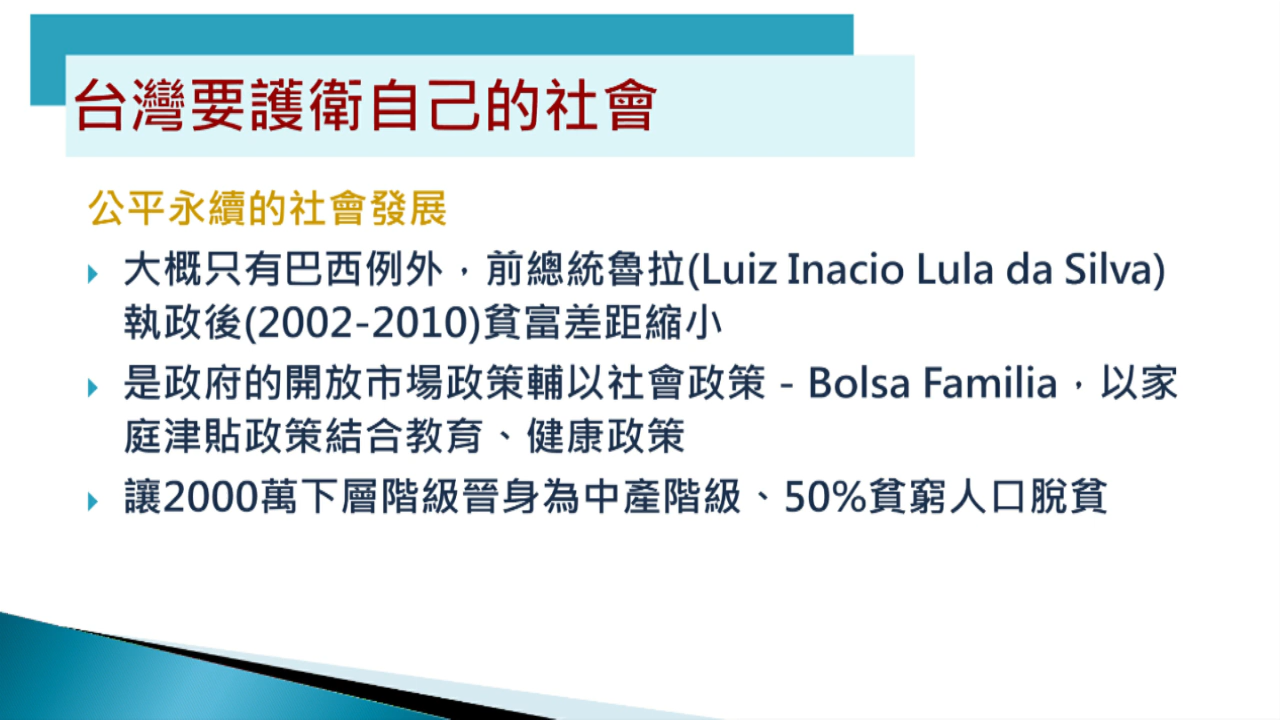 台灣要護衛自己的社會
公平永續的社會發展
大概只有巴西例外，前總統魯拉(Luiz Inacio Lula da Silva)
執政後(2002-2010)貧富差距縮小
是政府的開放市場政策輔以社會政策 - Bolsa Familia，以家
庭津貼政策結合教育、健康政策
讓2000萬下層階級晉身為中產階級、50%貧窮人口脫貧